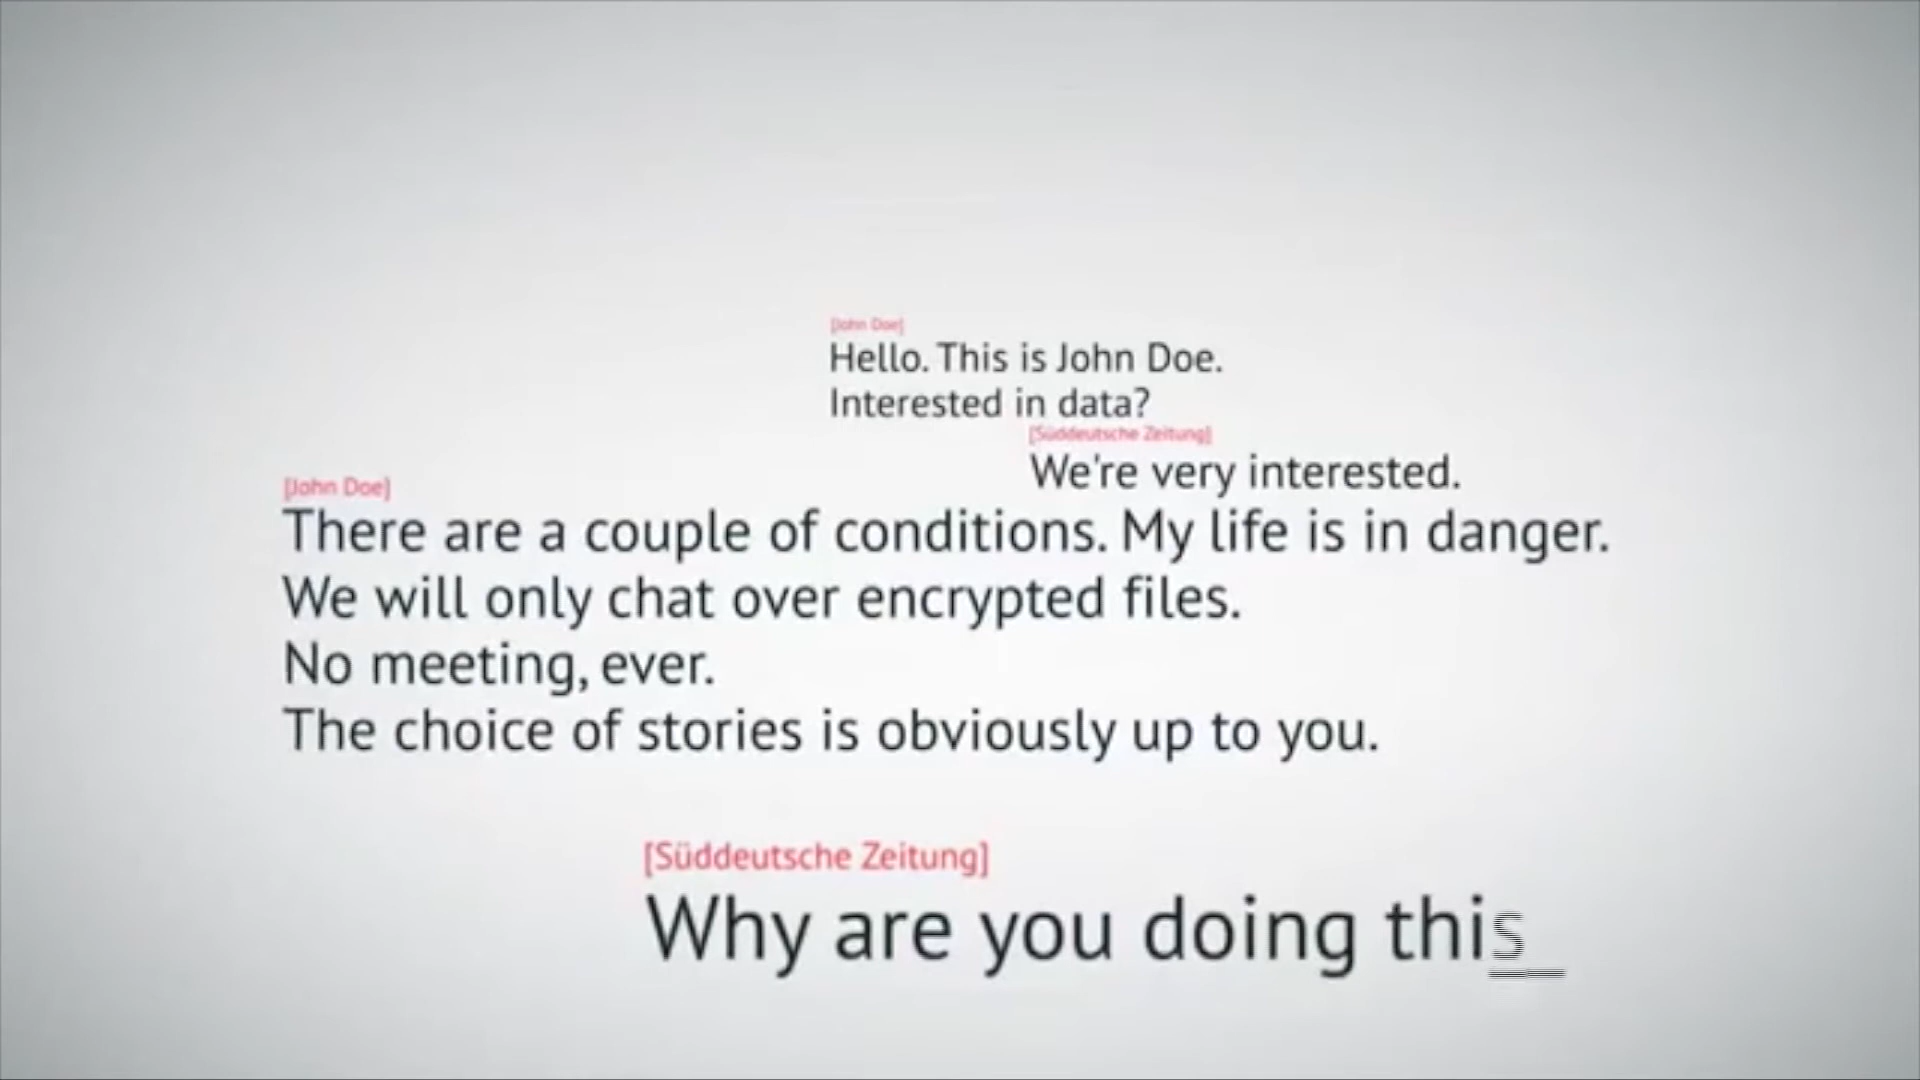 [John Doe]
Hello. This is John Doe.
Interested in data?
[Süddeutsche Zeitung]
We're very interested.
[John Doe]
There are a couple of conditions. My life is in danger.
We will only chat over encrypted files.
No meeting, ever.
The choice of stories is obviously up to you.
[Süddeutsche Zeitung]
Why are you doing this_